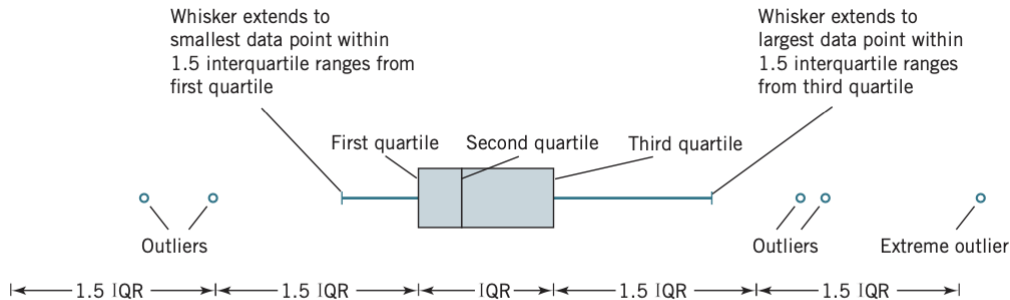 Whisker extends to
smallest data point within
1.5 interquartile ranges from
first quartile
Whisker extends to
largest data point within
1.5 interquartile ranges
from third quartile
First quartile Second quartile Third quartile
Outliers Outliers Extreme outlier
1.5 IQR 1.5 IQR IQR 1.5 IQR 1.5 IQR